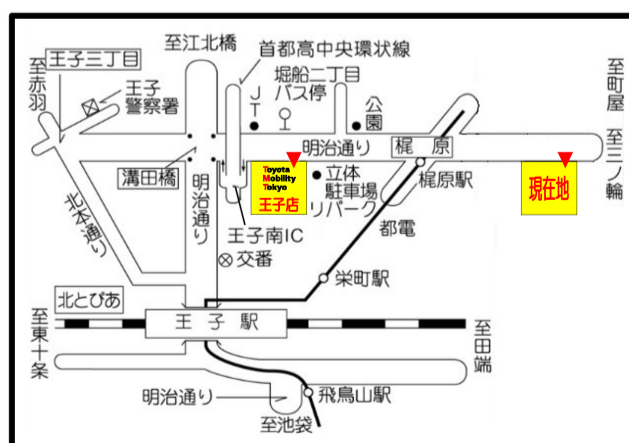 至江北橋
首都高中央環状線
至赤羽
王子三丁目
王子
警察署
JT
堀船二丁目
バス停
公園
至町屋
至三ノ輪
明治通り
梶原
溝田橋
明治通り
Toyota
Mobility
Tokyo
王子店
立体
駐車場
リパーク
梶原駅
現在地
北本通り
王子南IC
都電
交番
栄町駅
北とぴあ
王子駅
至東十条
至田端
明治通り
飛鳥山駅
至池袋